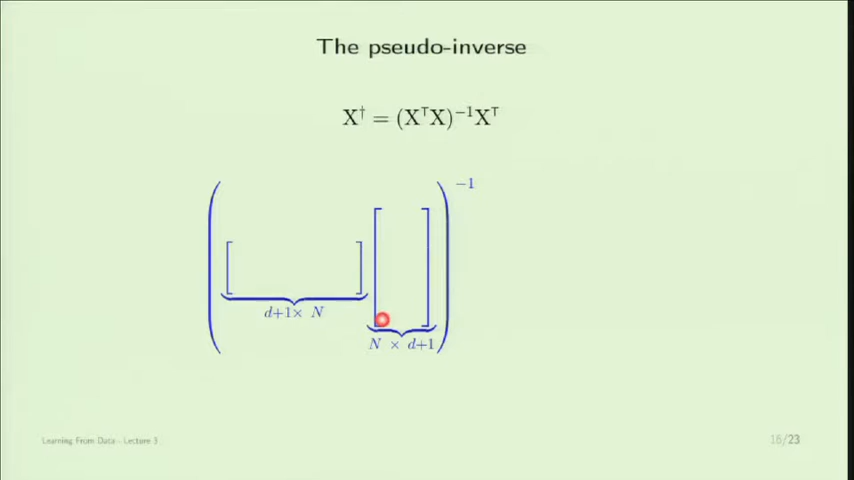 The pseudo-inverse
X† = (XᵀX)⁻¹Xᵀ
−1
d+1× N
N × d+1
Learning From Data - Lecture 3
16/23